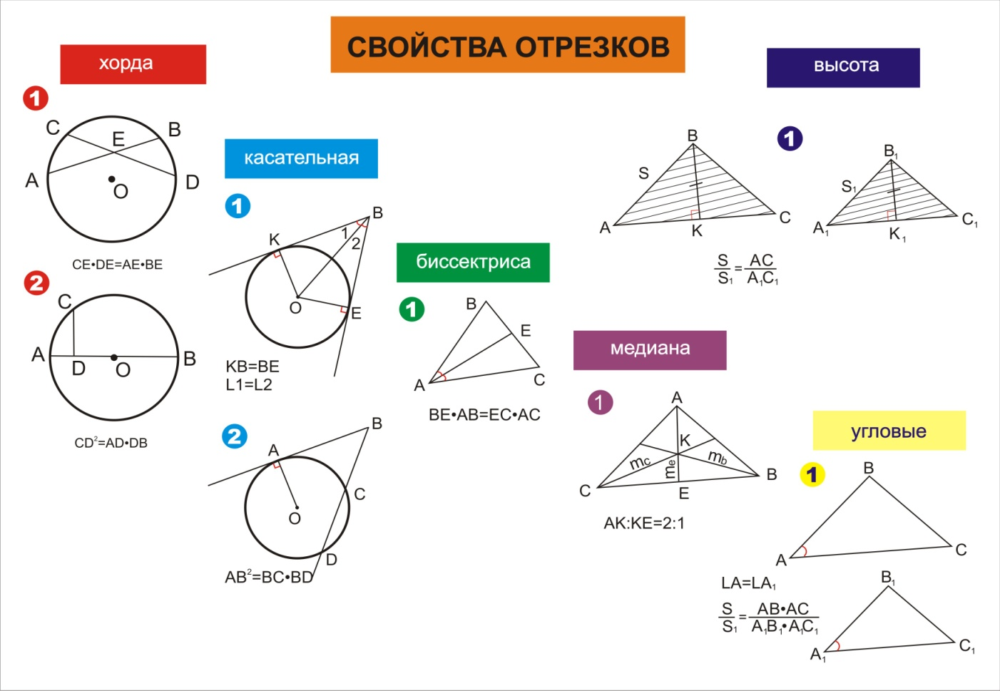 СВОЙСТВА ОТРЕЗКОВ
хорда
1
C
E
B
A
O
D
CE•DE=AE•BE
2
C
A
D
O
B
CD²=AD•DB
касательная
1
B
K
1
2
O
E
KB=BE
L1=L2
2
B
A
C
O
D
AB²=BC•BD
биссектриса
1
B
E
A
C
BE•AB=EC•AC
высота
1
B
S
A
K
C
B₁
S₁
A₁
K₁
C₁
S/S₁=AC/A₁C₁
медиана
1
A
K
mc
me
mb
C
E
B
AK:KE=2:1
угловые
1
B
A
C
LA=LA₁
S/S₁=AB•AC/A₁B₁•A₁C₁
B₁
A₁
C₁